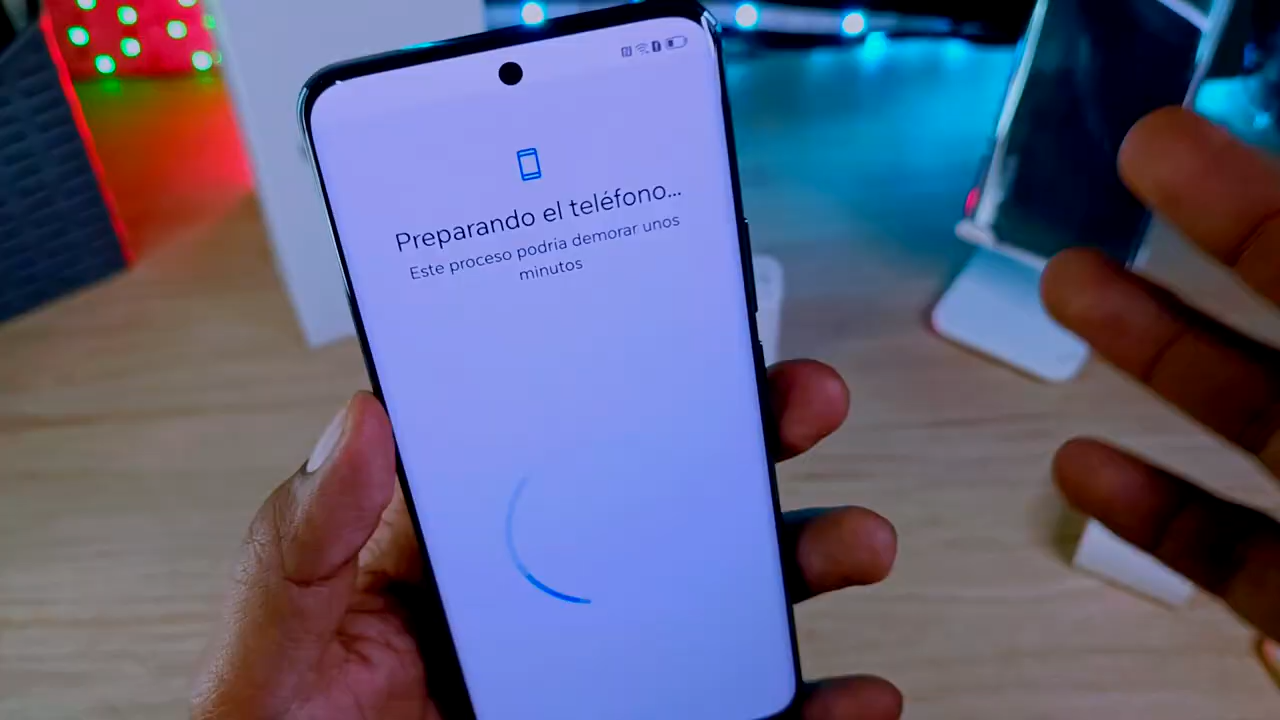 Preparando el teléfono...
Este proceso podría demorar unos
minutos